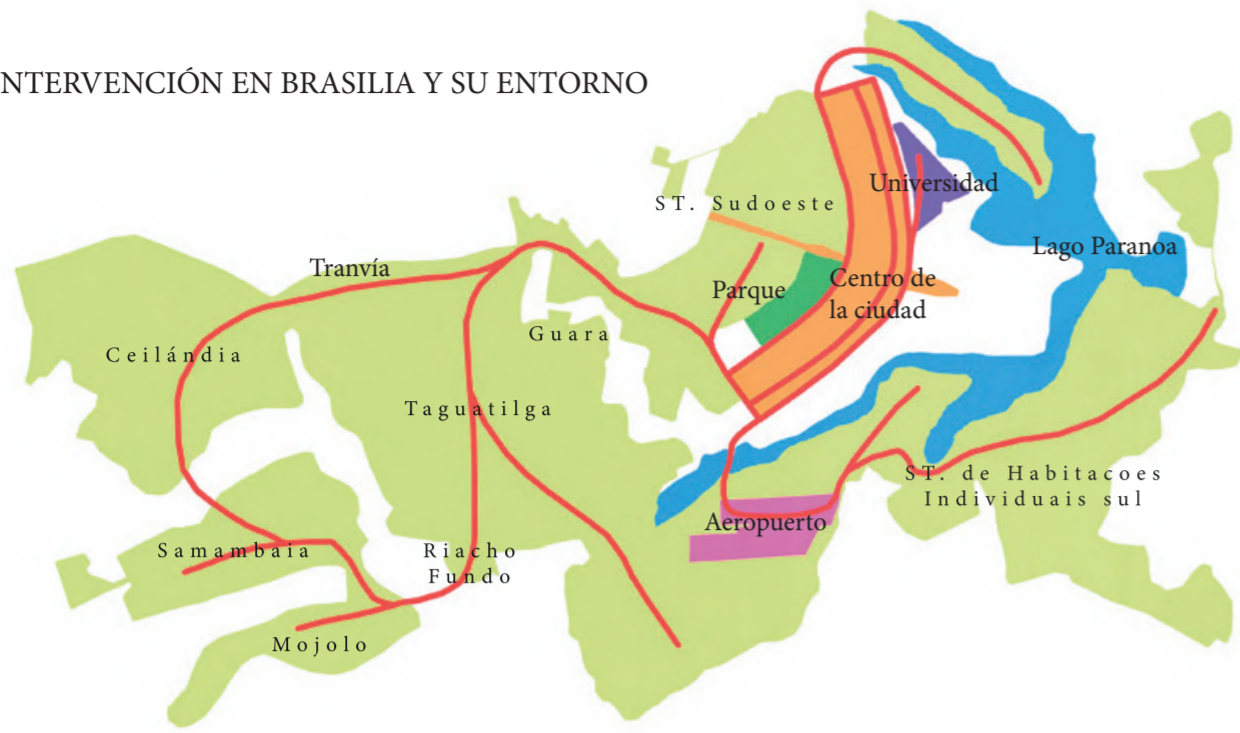 NTERVENCIÓN EN BRASILIA Y SU ENTORNO
Universidad
ST. Sudoeste
Lago Paranoa
Tranvía
Parque
Centro de
la ciudad
Guara
Ceilándia
Taguatilga
ST. de Habitacoes
Individuais sul
Aeropuerto
Samambaia
Riacho
Fundo
Mojolo